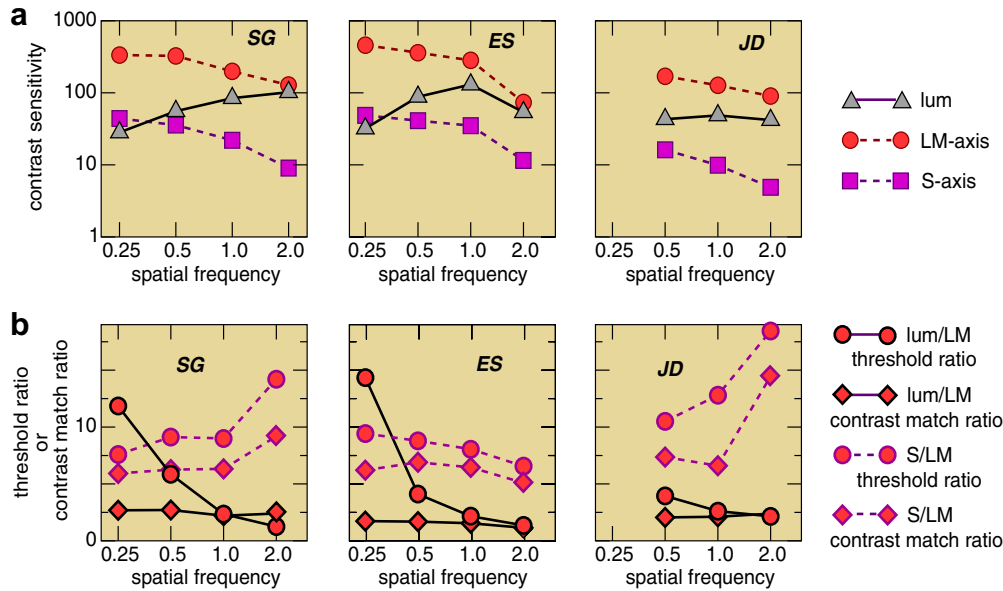 a
contrast sensitivity
1000
100
10
1
SG
0.25 0.5 1.0 2.0
spatial frequency
ES
0.25 0.5 1.0 2.0
spatial frequency
JD
0.25 0.5 1.0 2.0
spatial frequency
lum
LM-axis
S-axis
b
threshold ratio
or
contrast match ratio
10
0
SG
0.25 0.5 1.0 2.0
spatial frequency
ES
0.25 0.5 1.0 2.0
spatial frequency
JD
0.25 0.5 1.0 2.0
spatial frequency
lum/LM
threshold ratio
lum/LM
contrast match ratio
S/LM
threshold ratio
S/LM
contrast match ratio